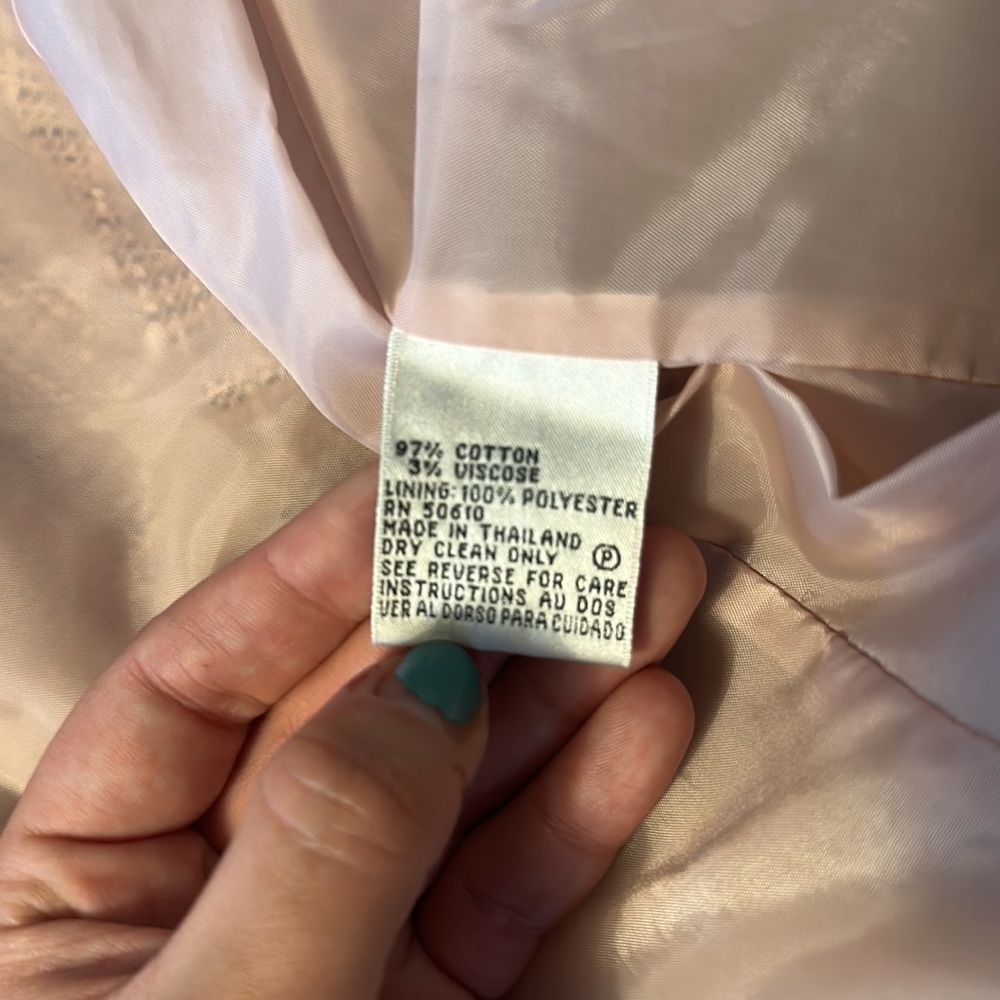 97% COTTON
3% VISCOSE
LINING: 100% POLYESTER
RN 50610
MADE IN THAILAND
DRY CLEAN ONLY Ⓟ
SEE REVERSE FOR CARE
INSTRUCTIONS AU DOS
VER AL DORSO PARA CUIDADO